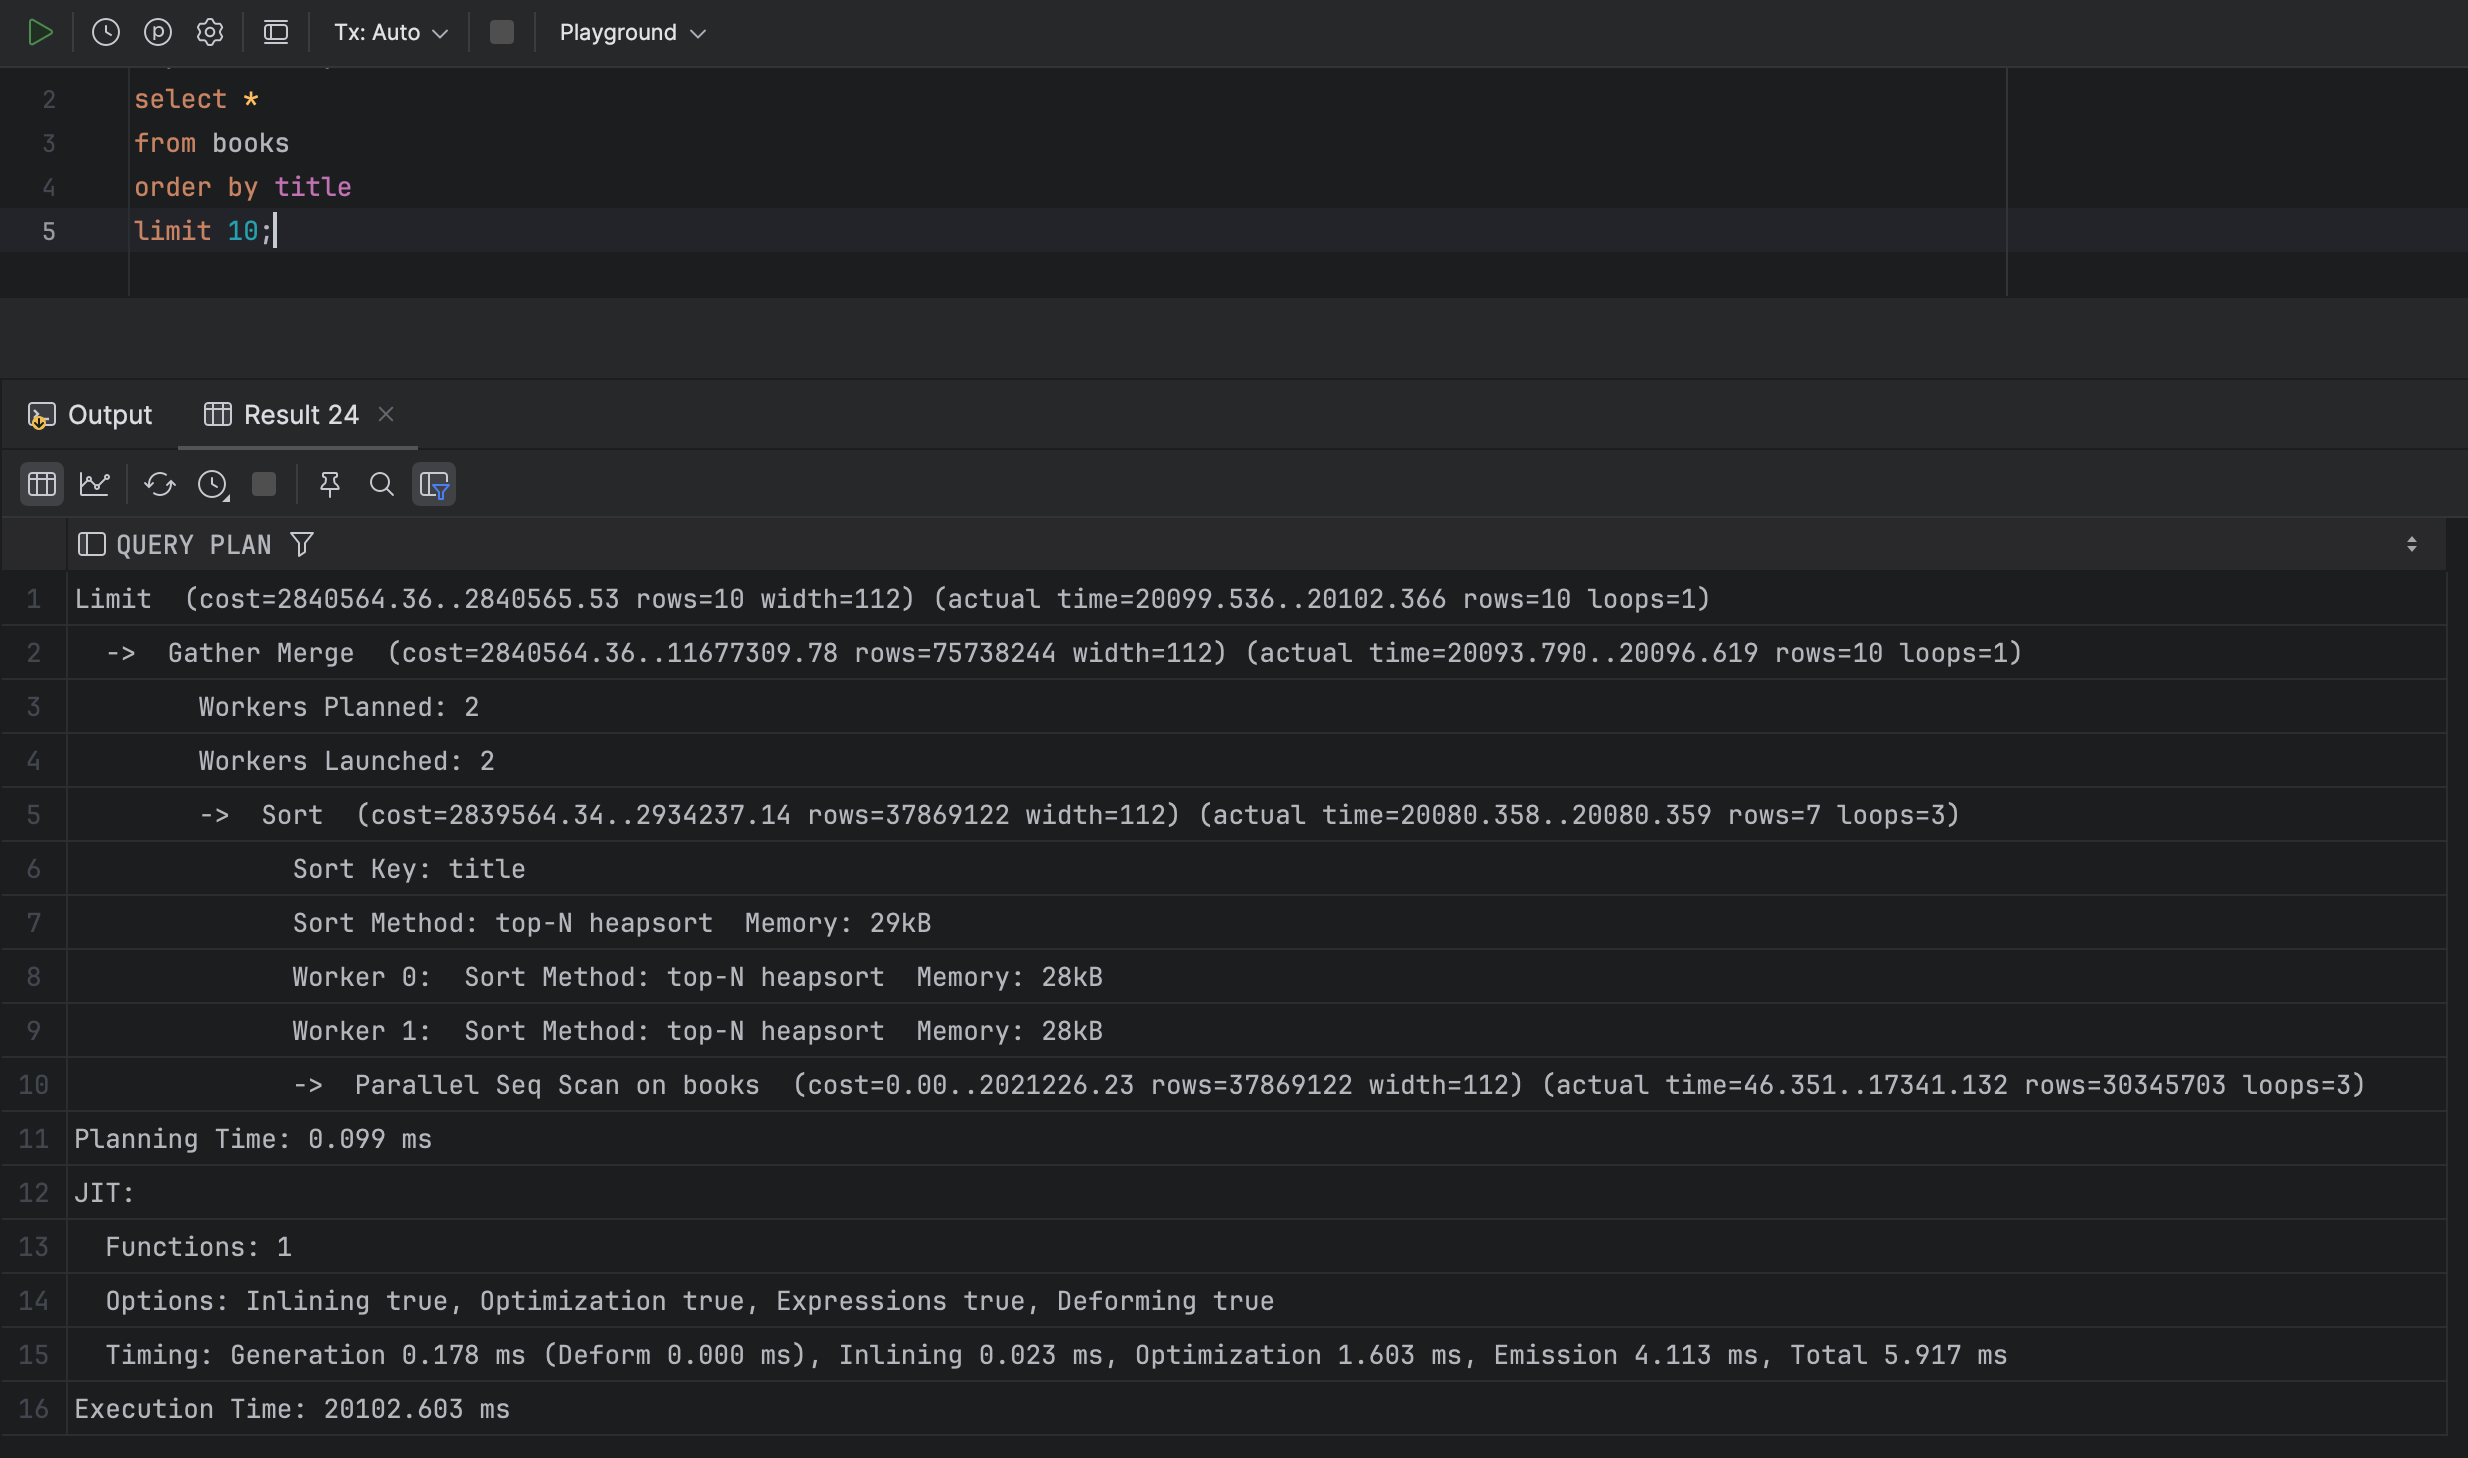 Tx: Auto Playground
2 select *
3 from books
4 order by title
5 limit 10;
Output Result 24
QUERY PLAN
1 Limit  (cost=2840564.36..2840565.53 rows=10 width=112) (actual time=20099.536..20102.366 rows=10 loops=1)
2 ->  Gather Merge  (cost=2840564.36..11677309.78 rows=75738244 width=112) (actual time=20093.790..20096.619 rows=10 loops=1)
3 Workers Planned: 2
4 Workers Launched: 2
5 ->  Sort  (cost=2839564.34..2934237.14 rows=37869122 width=112) (actual time=20080.358..20080.359 rows=7 loops=3)
6 Sort Key: title
7 Sort Method: top-N heapsort  Memory: 29kB
8 Worker 0:  Sort Method: top-N heapsort  Memory: 28kB
9 Worker 1:  Sort Method: top-N heapsort  Memory: 28kB
10 ->  Parallel Seq Scan on books  (cost=0.00..2021226.23 rows=37869122 width=112) (actual time=46.351..17341.132 rows=30345703 loops=3)
11 Planning Time: 0.099 ms
12 JIT:
13 Functions: 1
14 Options: Inlining true, Optimization true, Expressions true, Deforming true
15 Timing: Generation 0.178 ms (Deform 0.000 ms), Inlining 0.023 ms, Optimization 1.603 ms, Emission 4.113 ms, Total 5.917 ms
16 Execution Time: 20102.603 ms